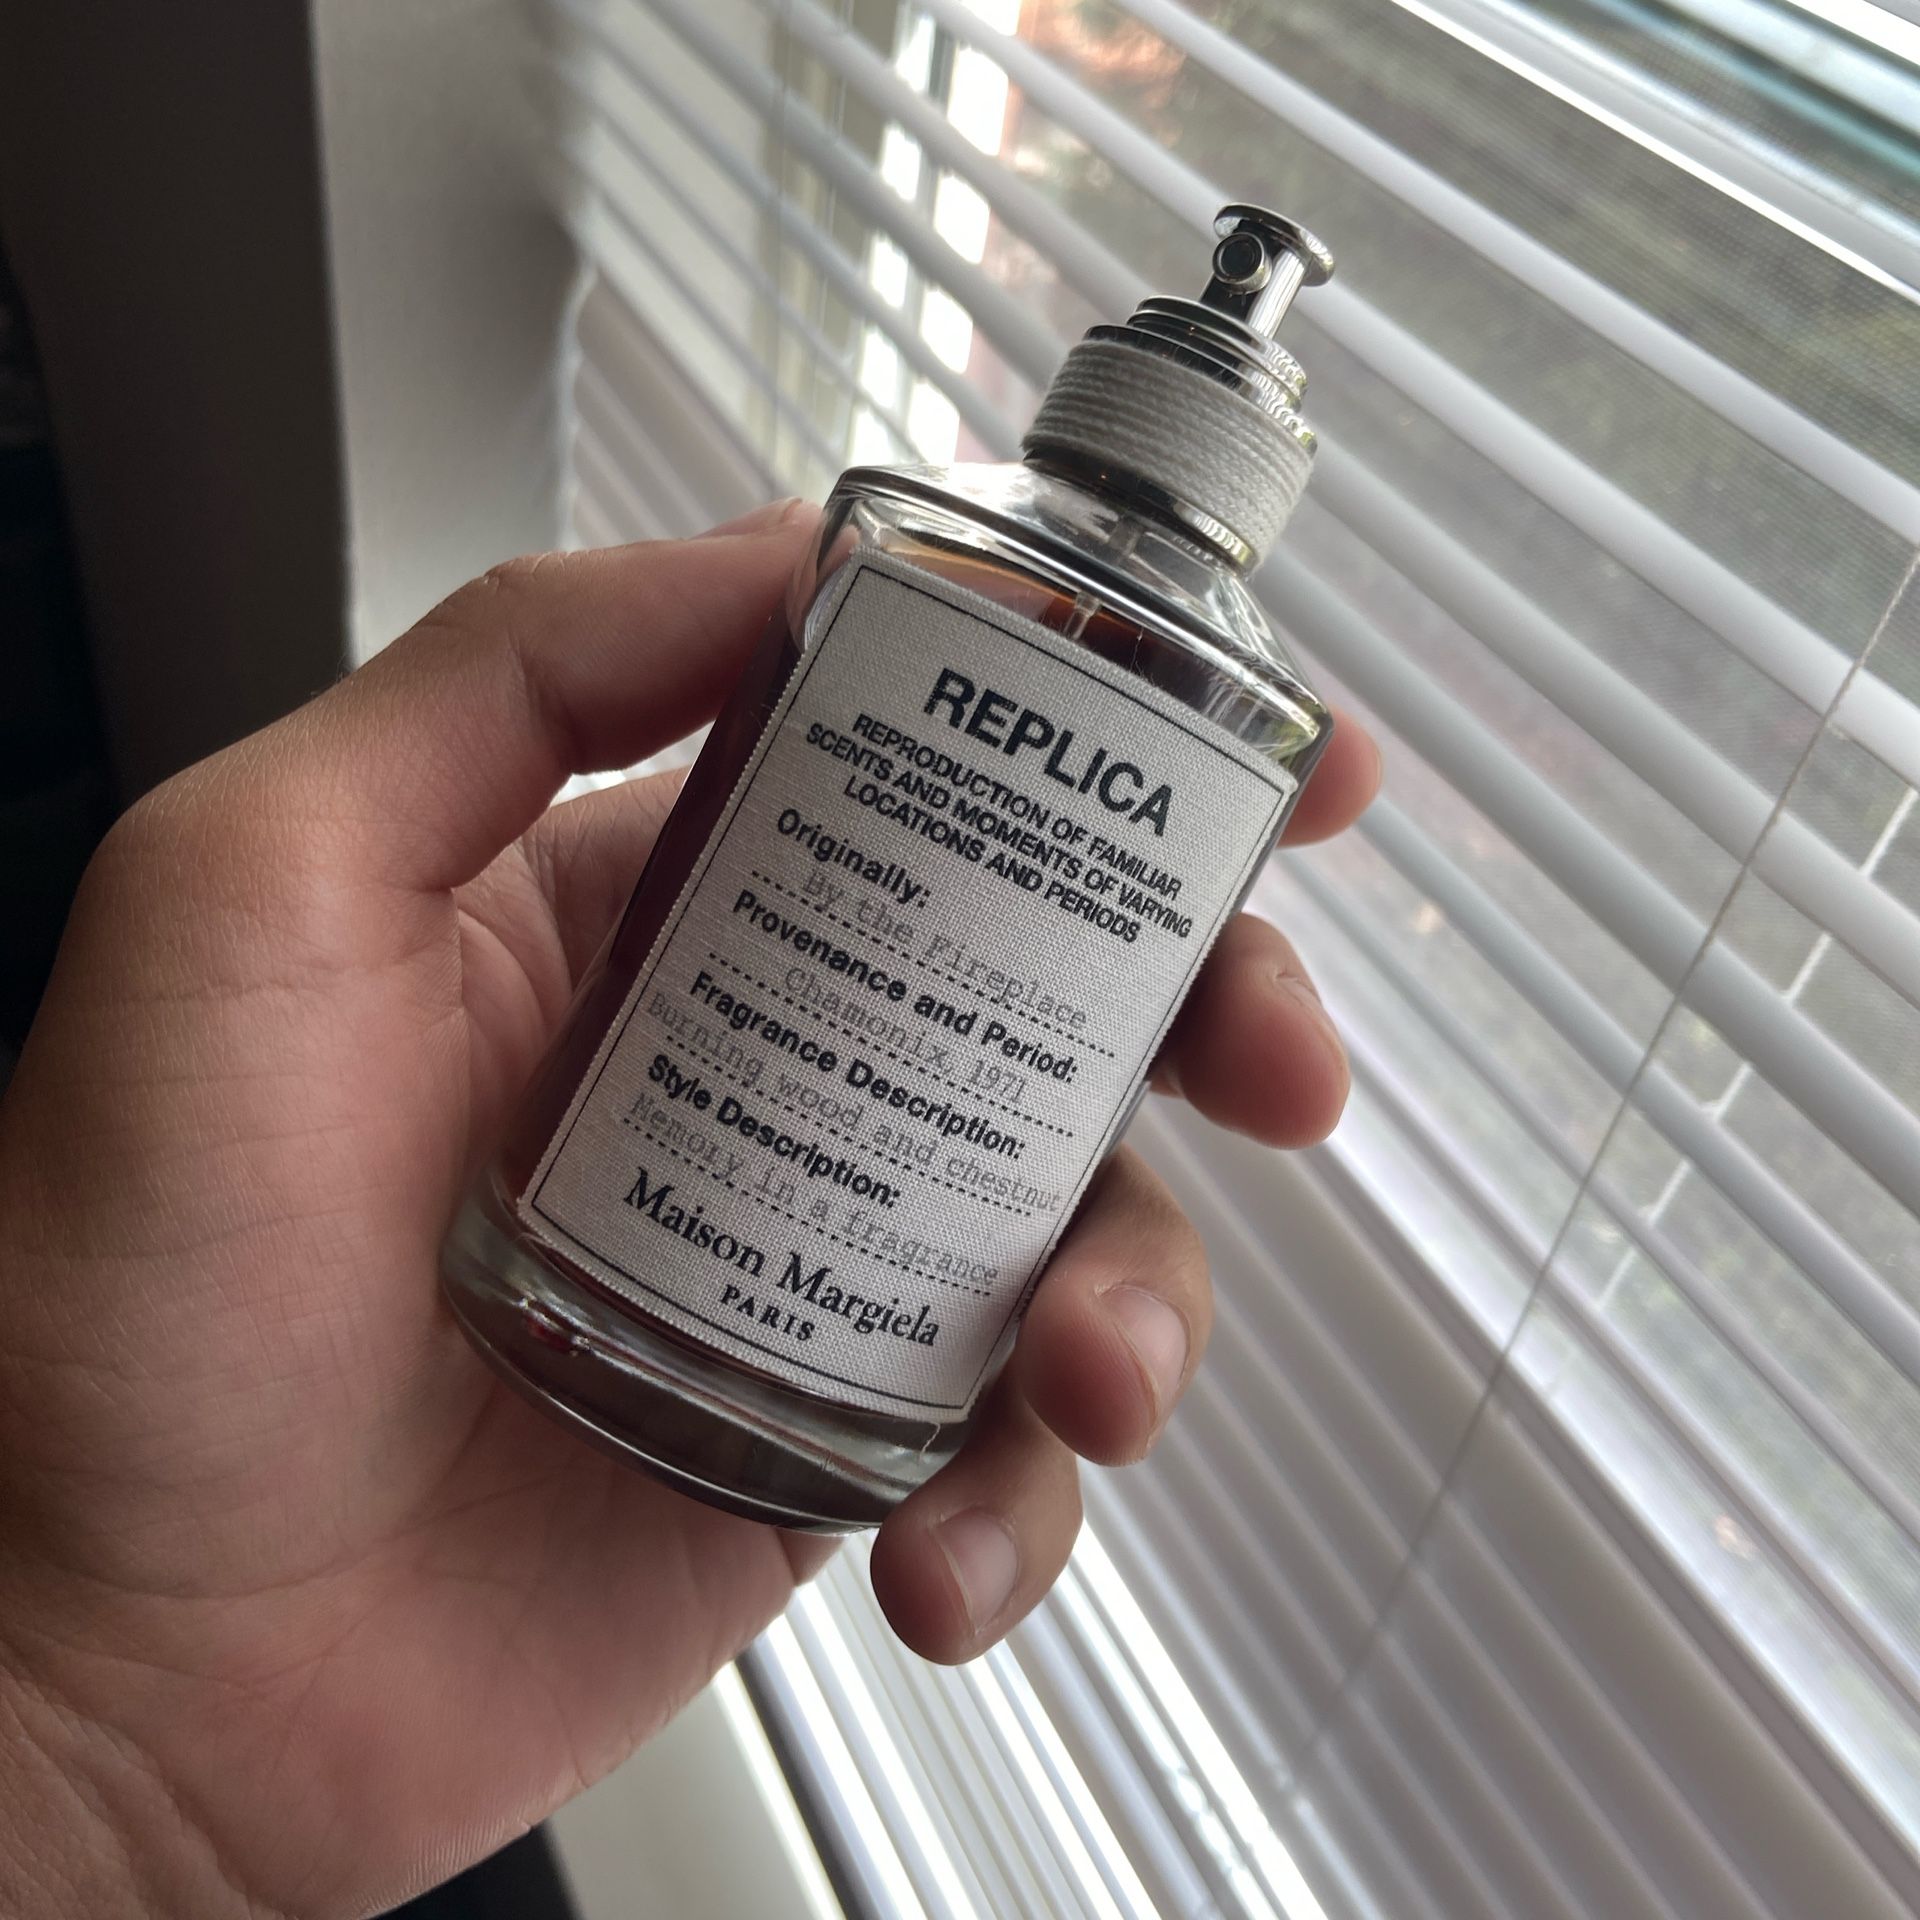 REPLICA
REPRODUCTION OF FAMILIAR
SCENTS AND MOMENTS OF VARYING
LOCATIONS AND PERIODS
Originally:
By the Fireplace
Provenance and Period:
Chamonix, 1971
Fragrance Description:
Burning wood and chestnut
Style Description:
Memory in a fragrance
Maison Margiela
PARIS